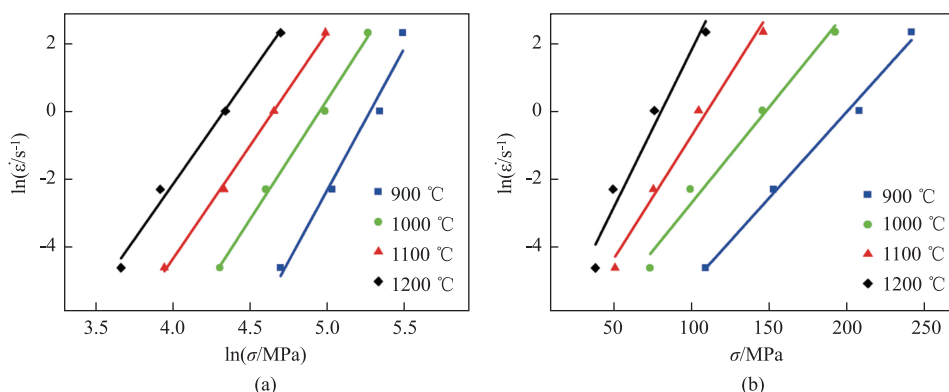 (a)
2
0
-2
-4
ln(ε̇/s⁻¹)
900 ℃
1000 ℃
1100 ℃
1200 ℃
3.5 4.0 4.5 5.0 5.5
ln(σ/MPa)
(a)
(b)
2
0
-2
-4
ln(ε̇/s⁻¹)
900 ℃
1000 ℃
1100 ℃
1200 ℃
50 100 150 200 250
σ/MPa
(b)